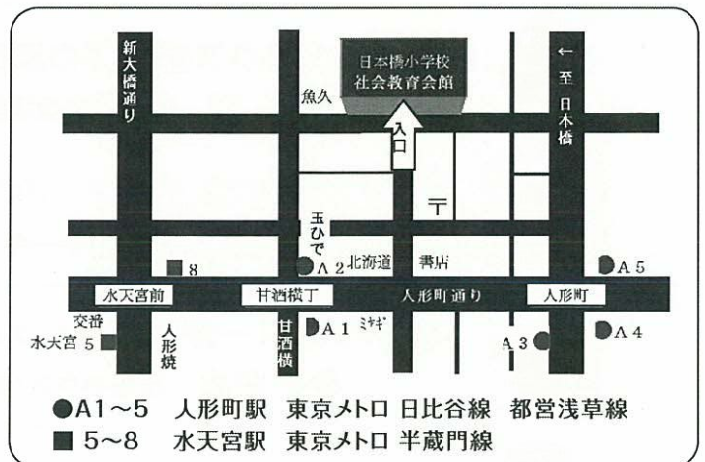 新大橋通り
日本橋小学校
社会教育会館
← 至 日本橋
魚久
入口
〒
玉ひで
8
A 2
北海道
書店
A 5
水天宮前
甘酒横丁
人形町通り
人形町
交番
水天宮 5
人形焼
甘酒横
A 1
ミヤギ
A 3
A 4
●A1～5 人形町駅 東京メトロ 日比谷線 都営浅草線
■ 5～8 水天宮駅 東京メトロ 半蔵門線